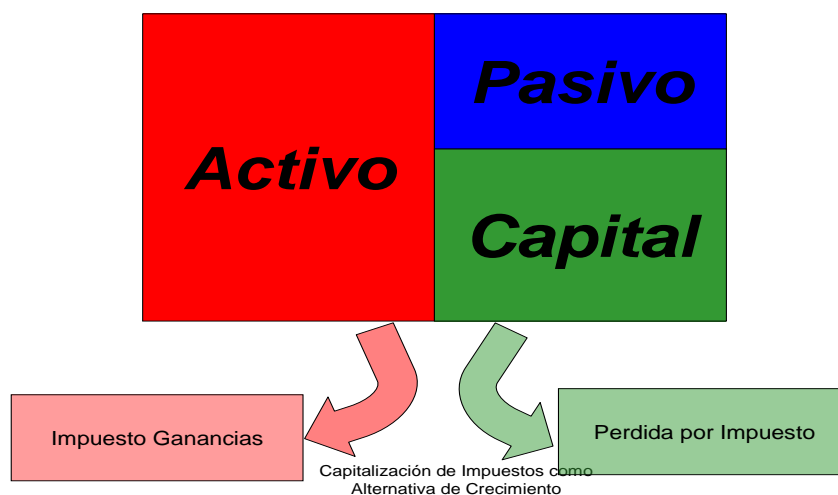 Pasivo
Activo
Capital
Impuesto Ganancias
Perdida por Impuesto
Capitalización de Impuestos como
Alternativa de Crecimiento